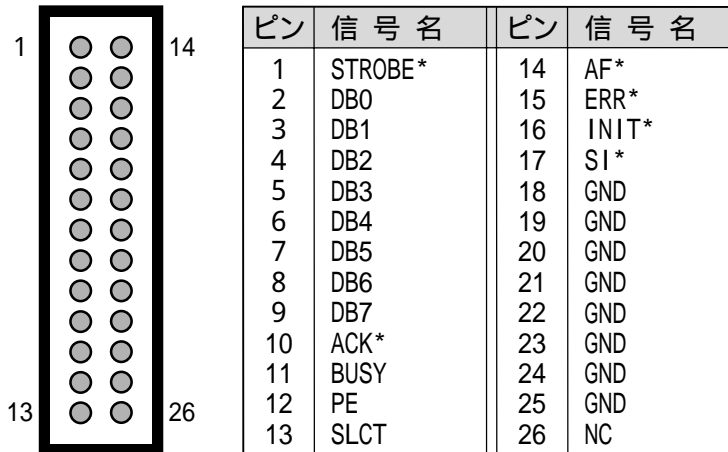 1 14
13 26
ピン 信 号 名 ピン 信 号 名
1 STROBE* 14 AF*
2 DB0 15 ERR*
3 DB1 16 INIT*
4 DB2 17 SI*
5 DB3 18 GND
6 DB4 19 GND
7 DB5 20 GND
8 DB6 21 GND
9 DB7 22 GND
10 ACK* 23 GND
11 BUSY 24 GND
12 PE 25 GND
13 SLCT 26 NC